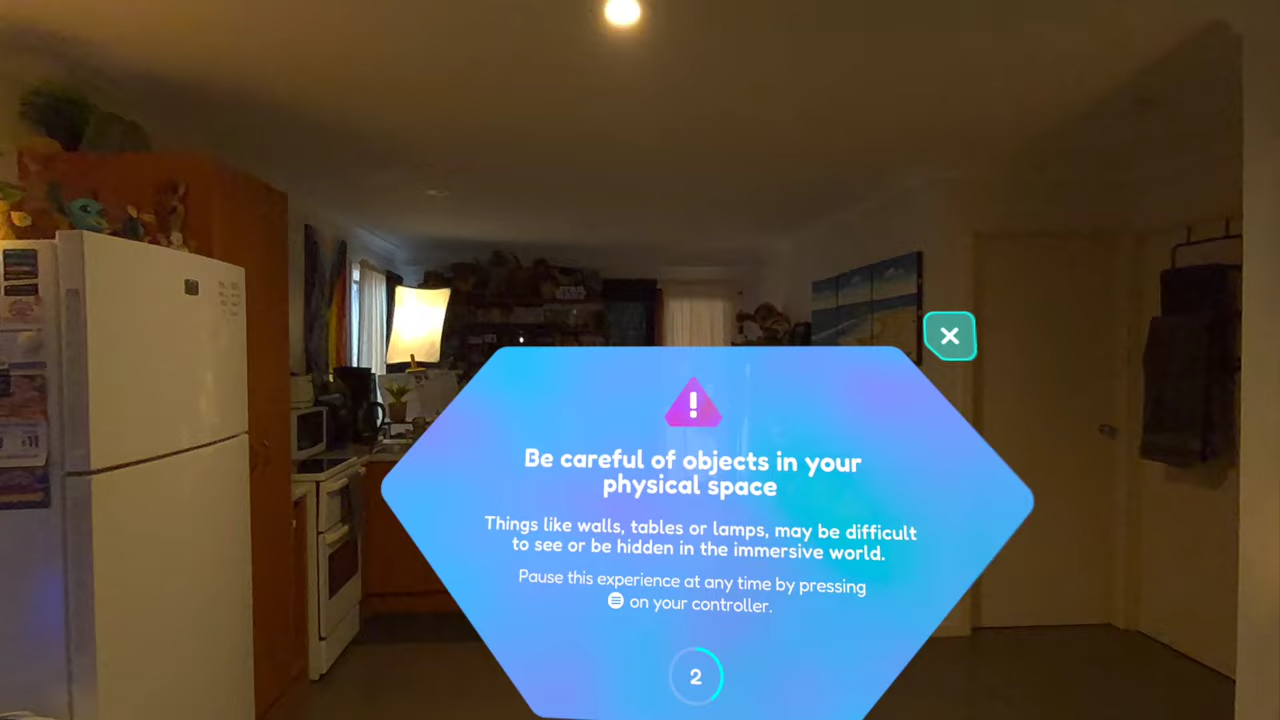 STAR
WARS
Be careful of objects in your
physical space
Things like walls, tables or lamps, may be difficult
to see or be hidden in the immersive world.
Pause this experience at any time by pressing
on your controller.
2